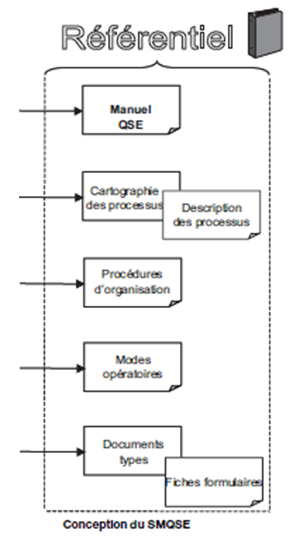 Référentiel
Manuel
QSE
Cartographie
des processus
Description
des processus
Procédures
d'organisation
Modes
opératoires
Documents
types
Fiches formulaires
Conception du SMQSE